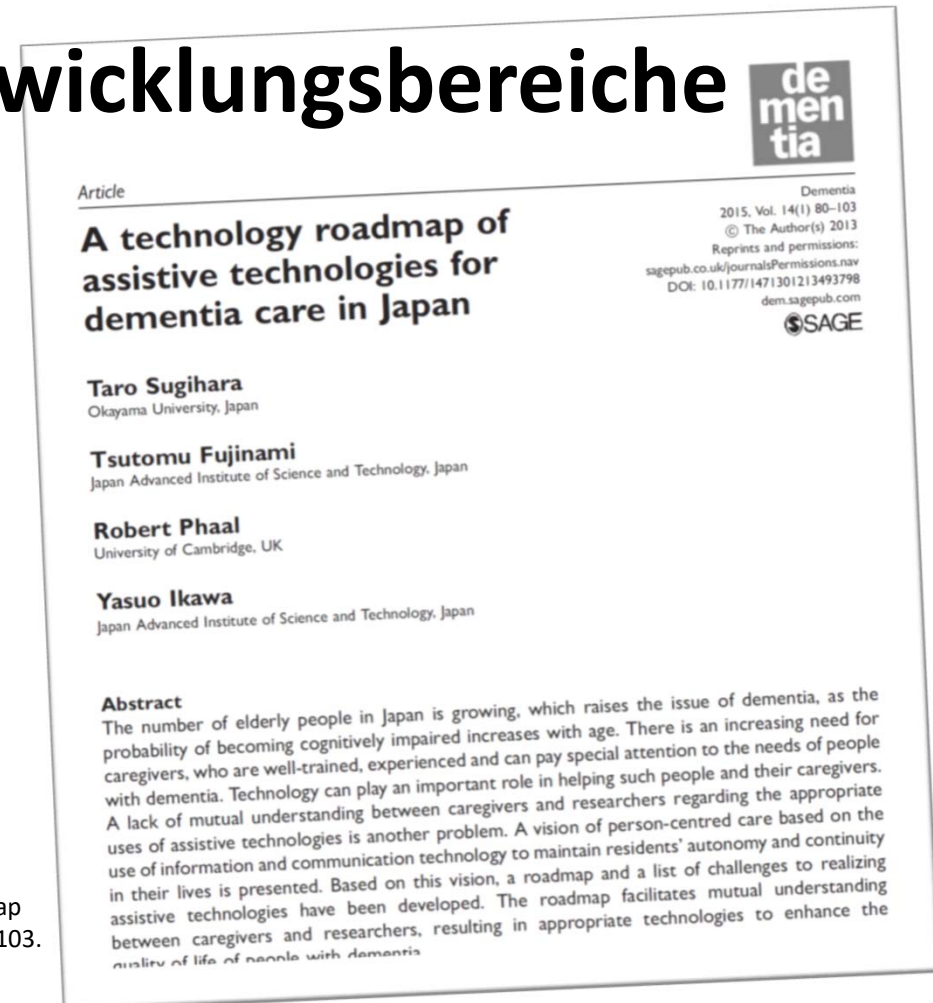 wicklungsbereiche
de
men
tia
Article
A technology roadmap of
assistive technologies for
dementia care in Japan
Dementia
2015, Vol. 14(1) 80–103
© The Author(s) 2013
Reprints and permissions:
sagepub.co.uk/journalsPermissions.nav
DOI: 10.1177/1471301213493798
dem.sagepub.com
SAGE
Taro Sugihara
Okayama University, Japan
Tsutomu Fujinami
Japan Advanced Institute of Science and Technology, Japan
Robert Phaal
University of Cambridge, UK
Yasuo Ikawa
Japan Advanced Institute of Science and Technology, Japan
Abstract
The number of elderly people in Japan is growing, which raises the issue of dementia, as the
probability of becoming cognitively impaired increases with age. There is an increasing need for
caregivers, who are well-trained, experienced and can pay special attention to the needs of people
with dementia. Technology can play an important role in helping such people and their caregivers.
A lack of mutual understanding between caregivers and researchers regarding the appropriate
uses of assistive technologies is another problem. A vision of person-centred care based on the
use of information and communication technology to maintain residents' autonomy and continuity
in their lives is presented. Based on this vision, a roadmap and a list of challenges to realizing
assistive technologies have been developed. The roadmap facilitates mutual understanding
between caregivers and researchers, resulting in appropriate technologies to enhance the
quality of life of people with dementia
ap
103.